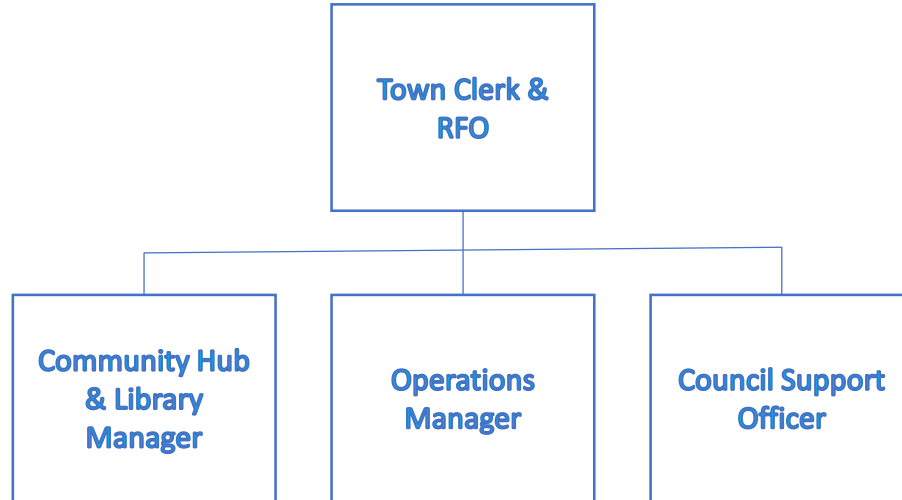 Town Clerk &
RFO
Community Hub
& Library
Manager
Operations
Manager
Council Support
Officer